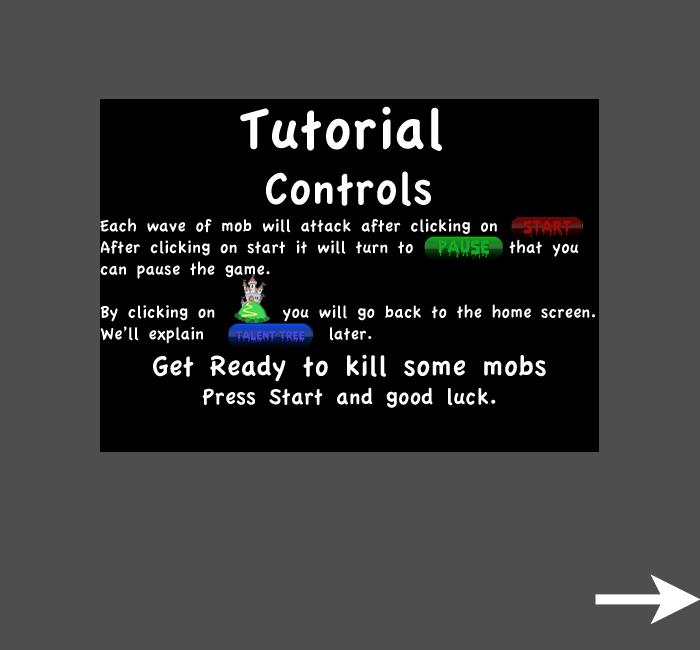 Tutorial
Controls
Each wave of mob will attack after clicking on START
After clicking on start it will turn to PAUSE that you
can pause the game.
By clicking on you will go back to the home screen.
We'll explain TALENT TREE later.
Get Ready to kill some mobs
Press Start and good luck.